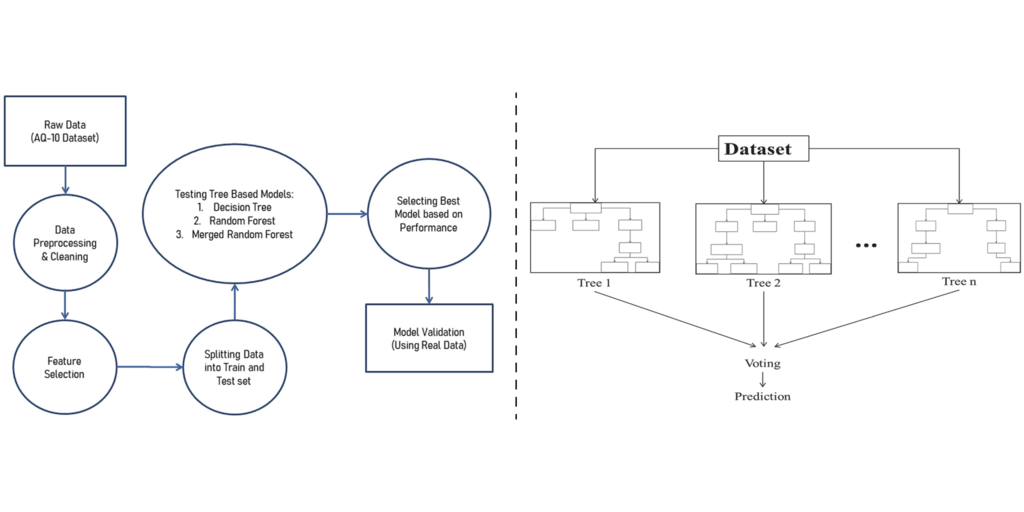 Raw Data
(AQ-10 Dataset)
Data
Preprocessing
& Cleaning
Feature
Selection
Splitting Data
into Train and
Test set
Testing Tree Based Models:
1. Decision Tree
2. Random Forest
3. Merged Random Forest
Selecting Best
Model based on
Performance
Model Validation
(Using Real Data)
Dataset
Tree 1
Tree 2
Tree n
Voting
Prediction